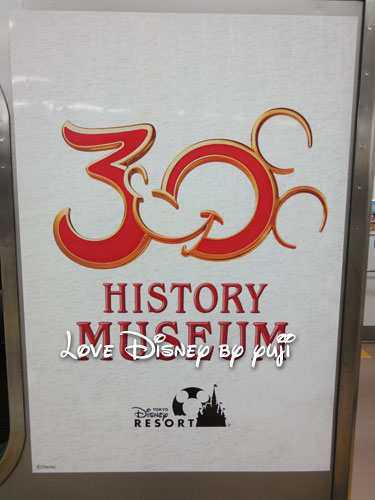 30
HISTORY
MUSEUM
Love Disney by yuji
TOKYO
Disney
RESORT®
©Disney